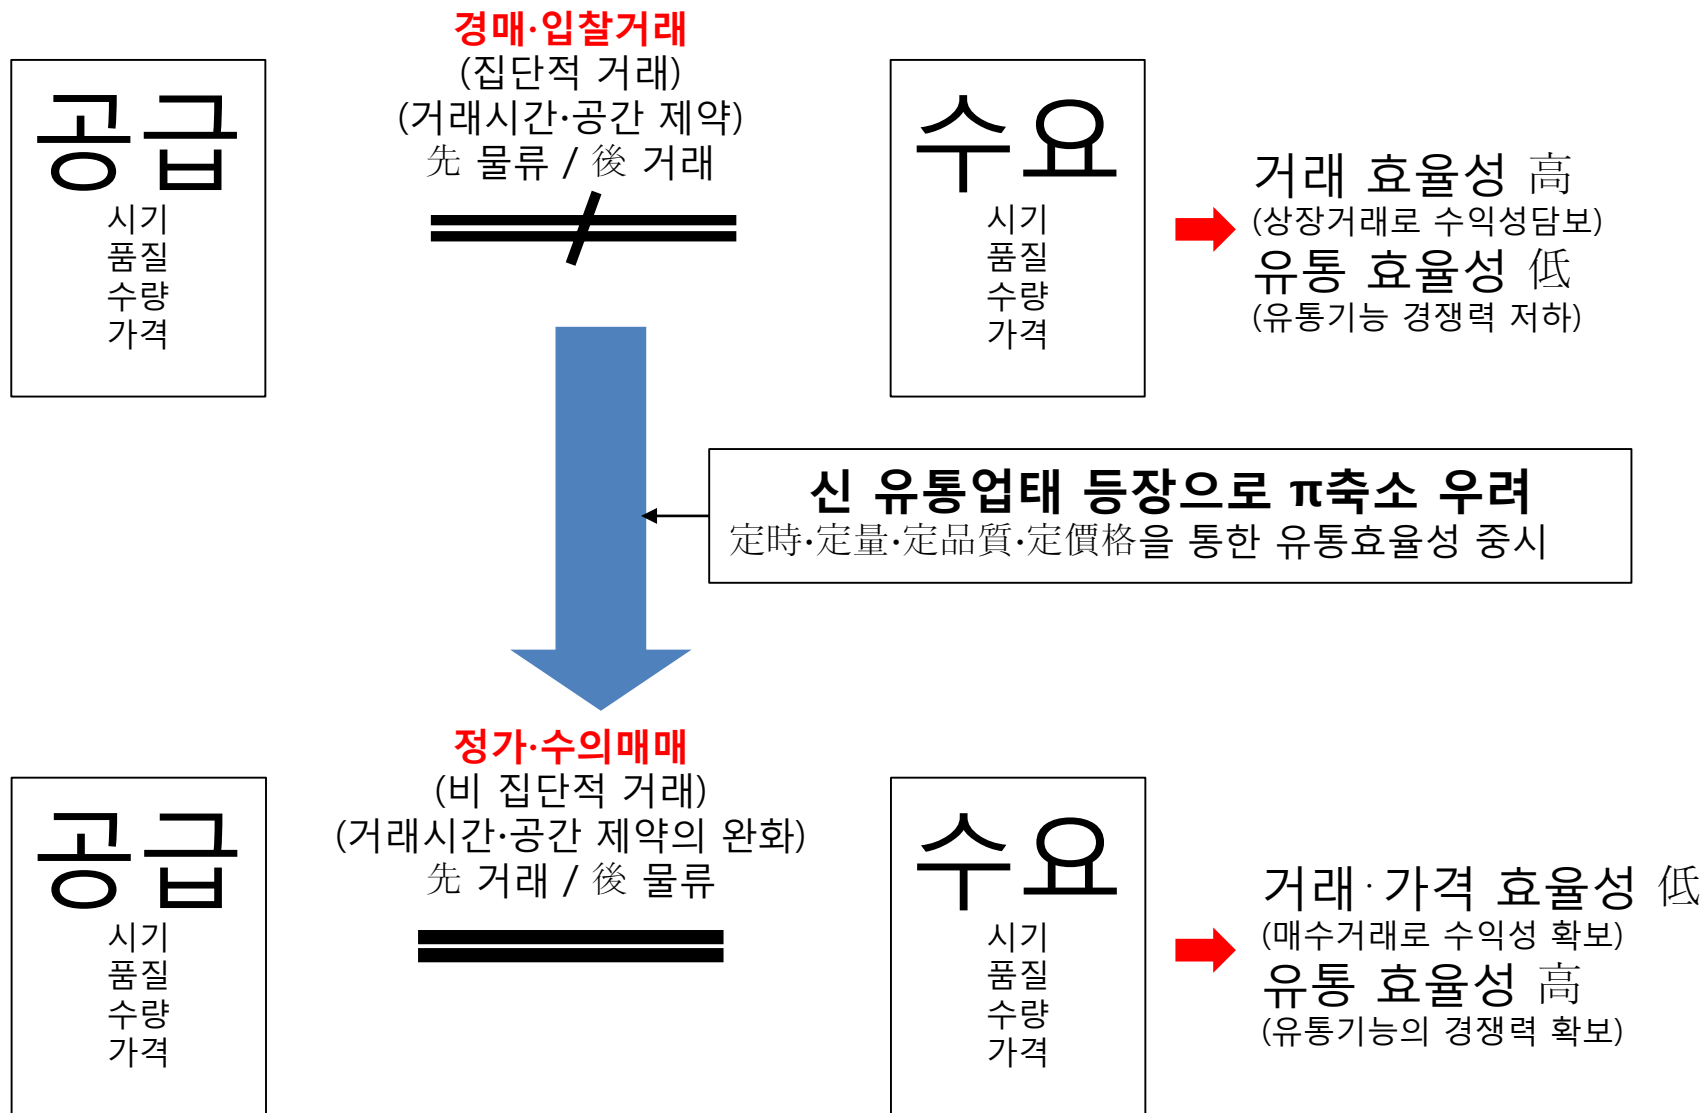 경매·입찰거래
(집단적 거래)
(거래시간·공간 제약)
先 물류 / 後 거래
공급
시기
품질
수량
가격
수요
시기
품질
수량
가격
거래 효율성 高
(상장거래로 수익성담보)
유통 효율성 低
(유통기능 경쟁력 저하)
신 유통업태 등장으로 π축소 우려
定時·定量·定品質·定價格을 통한 유통효율성 중시
정가·수의매매
(비 집단적 거래)
(거래시간·공간 제약의 완화)
先 거래 / 後 물류
공급
시기
품질
수량
가격
수요
시기
품질
수량
가격
거래·가격 효율성 低
(매수거래로 수익성 확보)
유통 효율성 高
(유통기능의 경쟁력 확보)